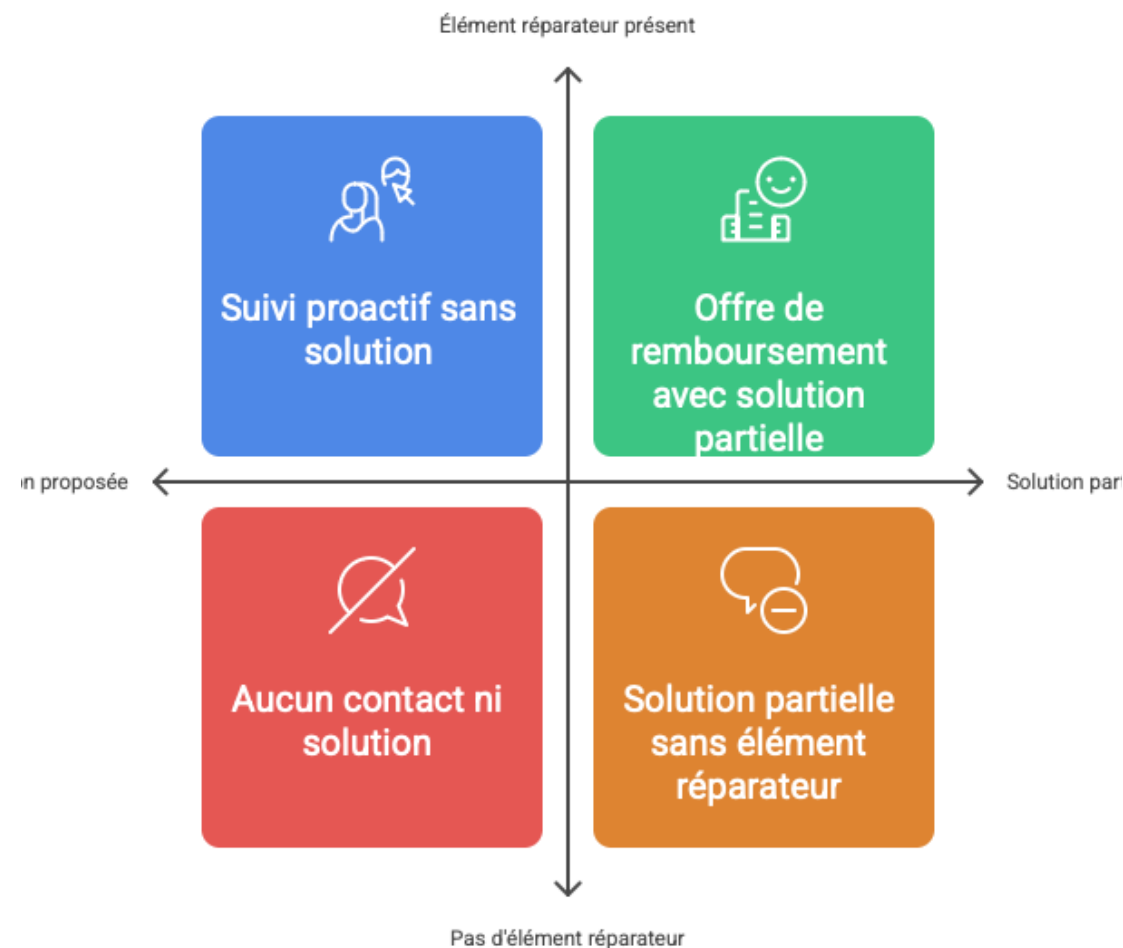 Élément réparateur présent
Suivi proactif sans
solution
Offre de
remboursement
avec solution
partielle
n proposée
Solution part
Aucun contact ni
solution
Solution partielle
sans élément
réparateur
Pas d'élément réparateur